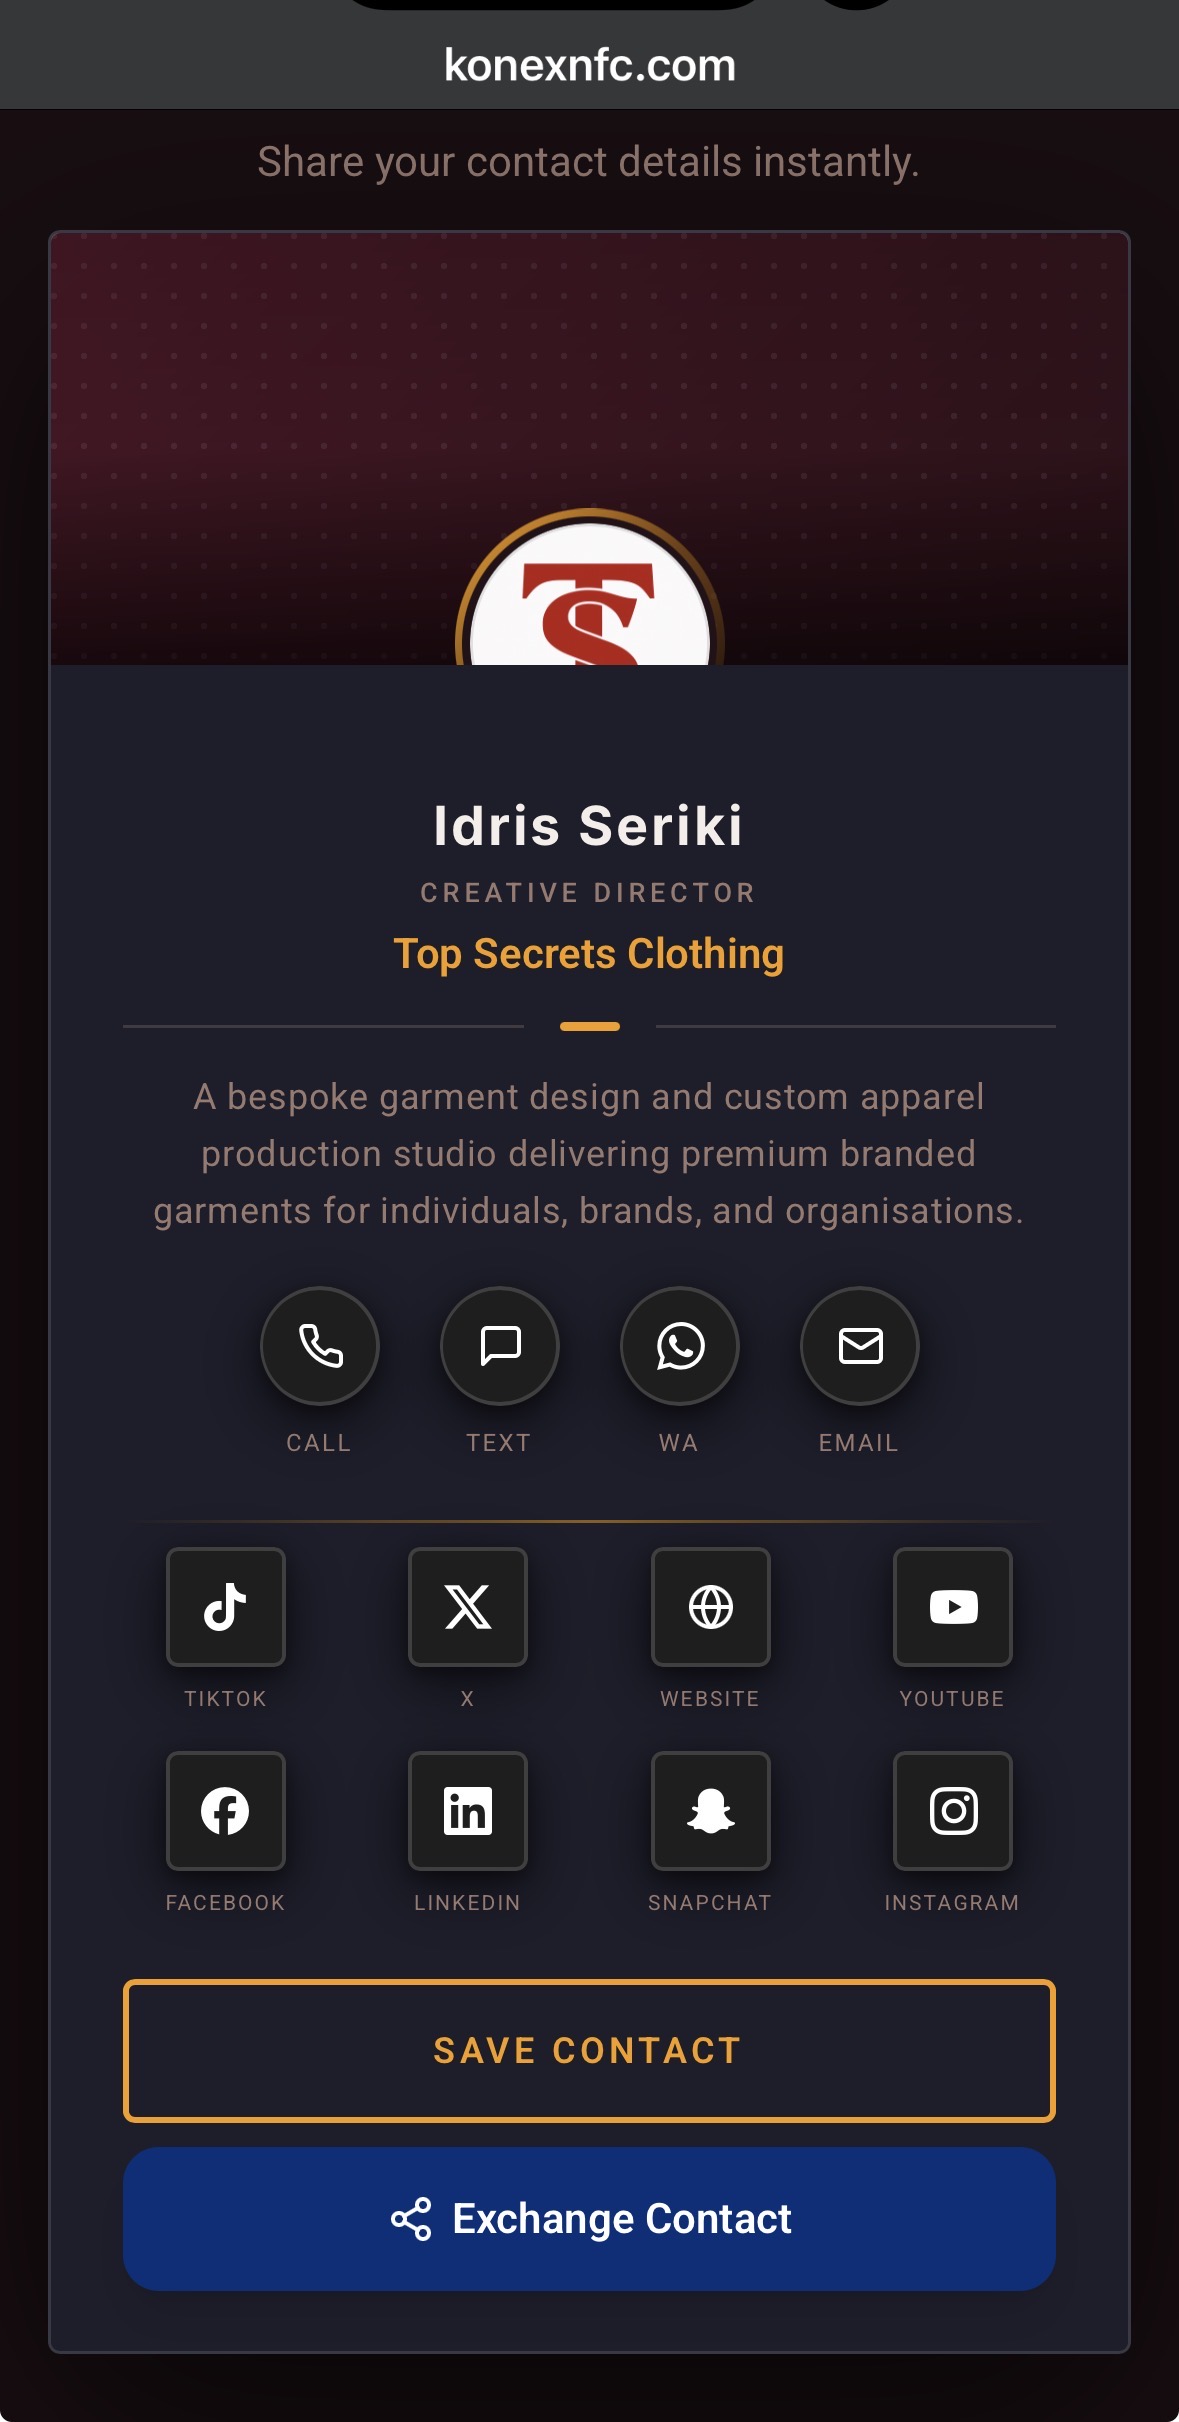 konexnfc.com
Share your contact details instantly.
TS
Idris Seriki
CREATIVE DIRECTOR
Top Secrets Clothing
A bespoke garment design and custom apparel
production studio delivering premium branded
garments for individuals, brands, and organisations.
CALL TEXT WA EMAIL
TIKTOK X WEBSITE YOUTUBE
FACEBOOK LINKEDIN SNAPCHAT INSTAGRAM
SAVE CONTACT
Exchange Contact